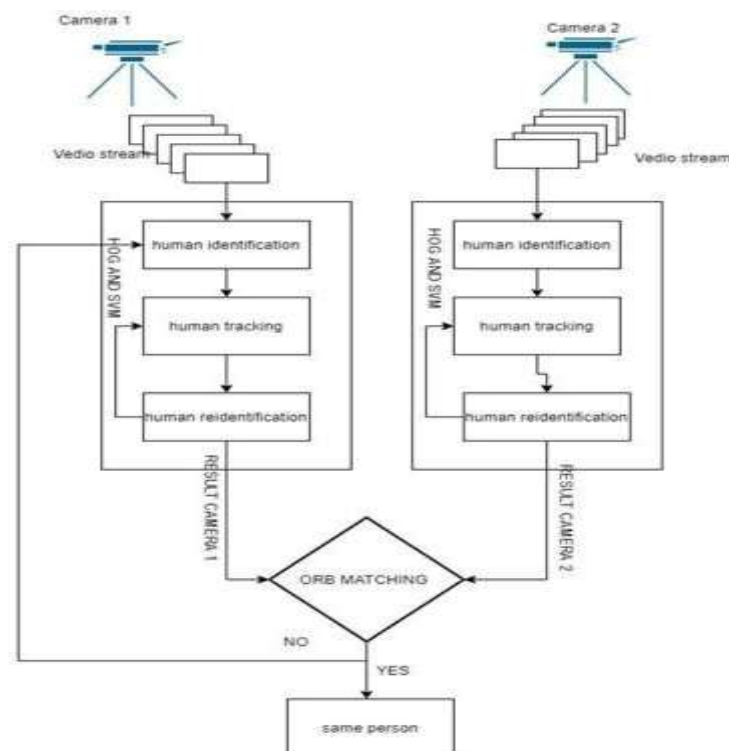 Camera 1
Camera 2
Vedio stream
Vedio stream
HOG AND SVM
human identification
human tracking
human reidentification
HOG AND SVM
human identification
human tracking
human reidentification
RESULT CAMERA 1
RESULT CAMERA 2
ORB MATCHING
NO
YES
same person